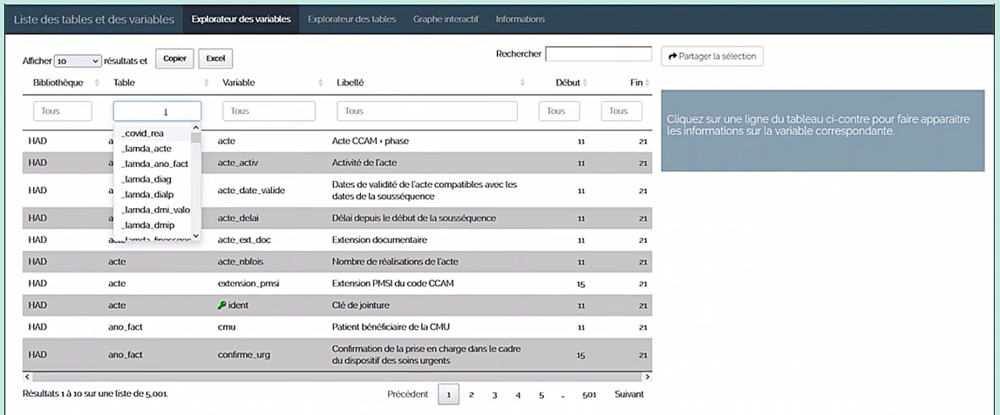 Liste des tables et des variables Explorateur des variables Explorateur des tables Graphe interactif Informations
Afficher 10 résultats et Copier Excel Rechercher Partager la sélection
Bibliothèque Table Variable Libellé Début Fin
Tous Tous Tous Tous Tous
Cliquez sur une ligne du tableau ci-contre pour faire apparaitre
les informations sur la variable correspondante.
_covid_rea
_lamda_acte
_lamda_ano_fact
_lamda_diag
_lamda_dialp
_lamda_dmi_valo
_lamda_dmip
HAD acte Acte CCAM + phase 11 21
HAD acte_activ Activité de l'acte 11 21
HAD acte_date_valide Dates de validité de l'acte compatibles avec les
dates de la sousséquence 11 21
HAD acte_delai Délai depuis le début de la sousséquence 11 21
HAD acte_ext_doc Extension documentaire 11 21
HAD acte acte_nbfois Nombre de réalisations de l'acte 11 21
HAD acte extension_pmsi Extension PMSI du code CCAM 15 21
HAD acte ident Clé de jointure 11 21
HAD ano_fact cmu Patient bénéficiaire de la CMU 11 21
HAD ano_fact confirme_urg Confirmation de la prise en charge dans le cadre
du dispositif des soins urgents 15 21
Résultats 1 à 10 sur une liste de 5,001. Précédent 1 2 3 4 5 … 501 Suivant